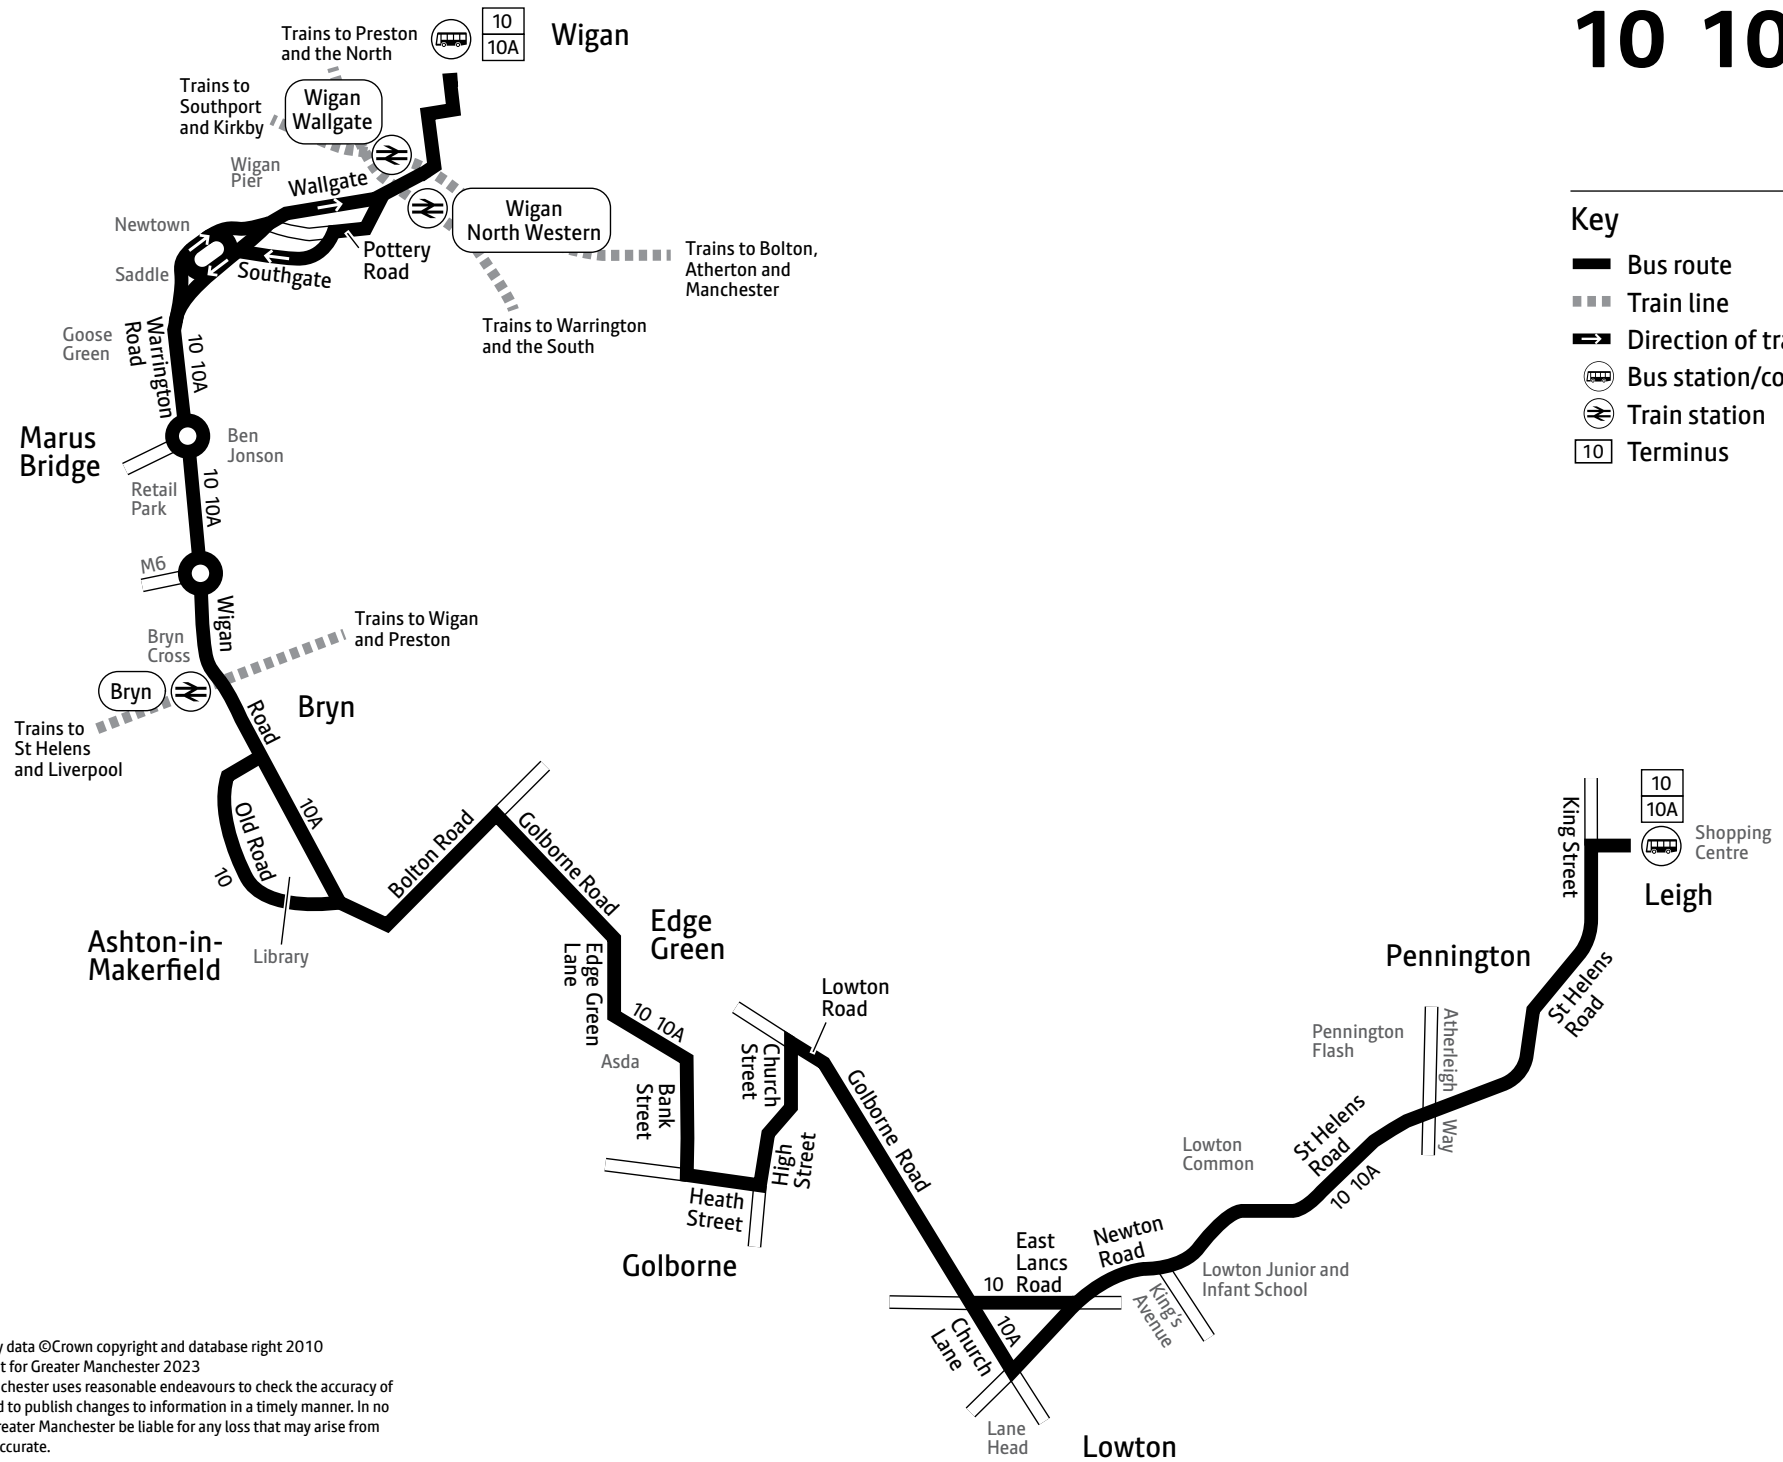 10 10
Key
Bus route
Train line
Direction of tra
Bus station/co
Train station
10 Terminus
10
10A
Wigan
Trains to Preston
and the North
Trains to
Southport
and Kirkby
Wigan
Wallgate
Wigan
Pier
Wallgate
Wigan
North Western
Newtown
Pottery
Road
Saddle
Southgate
Trains to Bolton,
Atherton and
Manchester
Trains to Warrington
and the South
Goose
Green
Warrington
Road
10 10A
Marus
Bridge
Ben
Jonson
Retail
Park
10 10A
M6
Wigan
Road
Trains to Wigan
and Preston
Bryn
Cross
Bryn
Bryn
Trains to
St Helens
and Liverpool
10A
Old Road
10
Ashton-in-
Makerfield
Library
Bolton Road
Golborne Road
Edge
Green
Edge Green
Lane
10 10A
Asda
Bank
Street
Heath
Street
Golborne
High
Street
Church
Street
Lowton
Road
Golborne Road
10
East
Lancs
Road
10A
Church
Lane
Lane
Head
Lowton
Newton
Road
King's
Avenue
Lowton Junior and
Infant School
Lowton
Common
St Helens
Road
10 10A
Pennington
Flash
Atherleigh Way
Pennington
St Helens
Road
King Street
10
10A
Shopping
Centre
Leigh
y data ©Crown copyright and database right 2010
t for Greater Manchester 2023
chester uses reasonable endeavours to check the accuracy of
d to publish changes to information in a timely manner. In no
reater Manchester be liable for any loss that may arise from
ccurate.